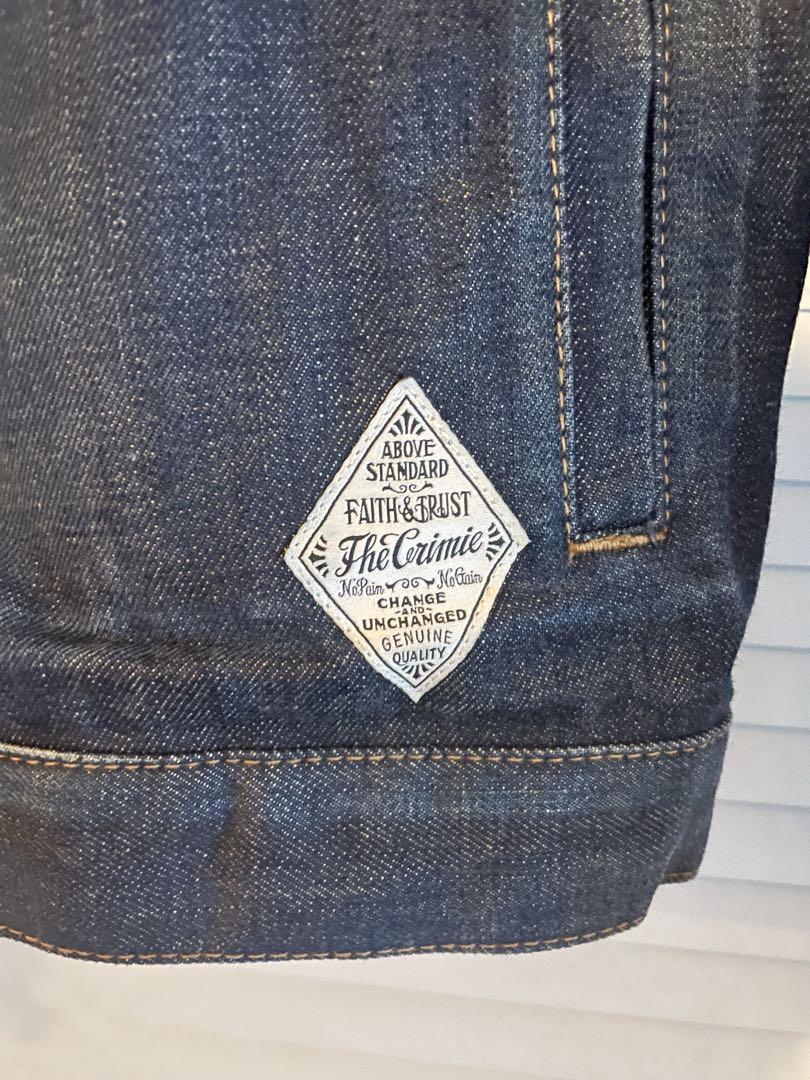 ABOVE
STANDARD
FAITH & TRUST
The Crimie
No Pain No Gain
CHANGE
-AND-
UNCHANGED
GENUINE
QUALITY